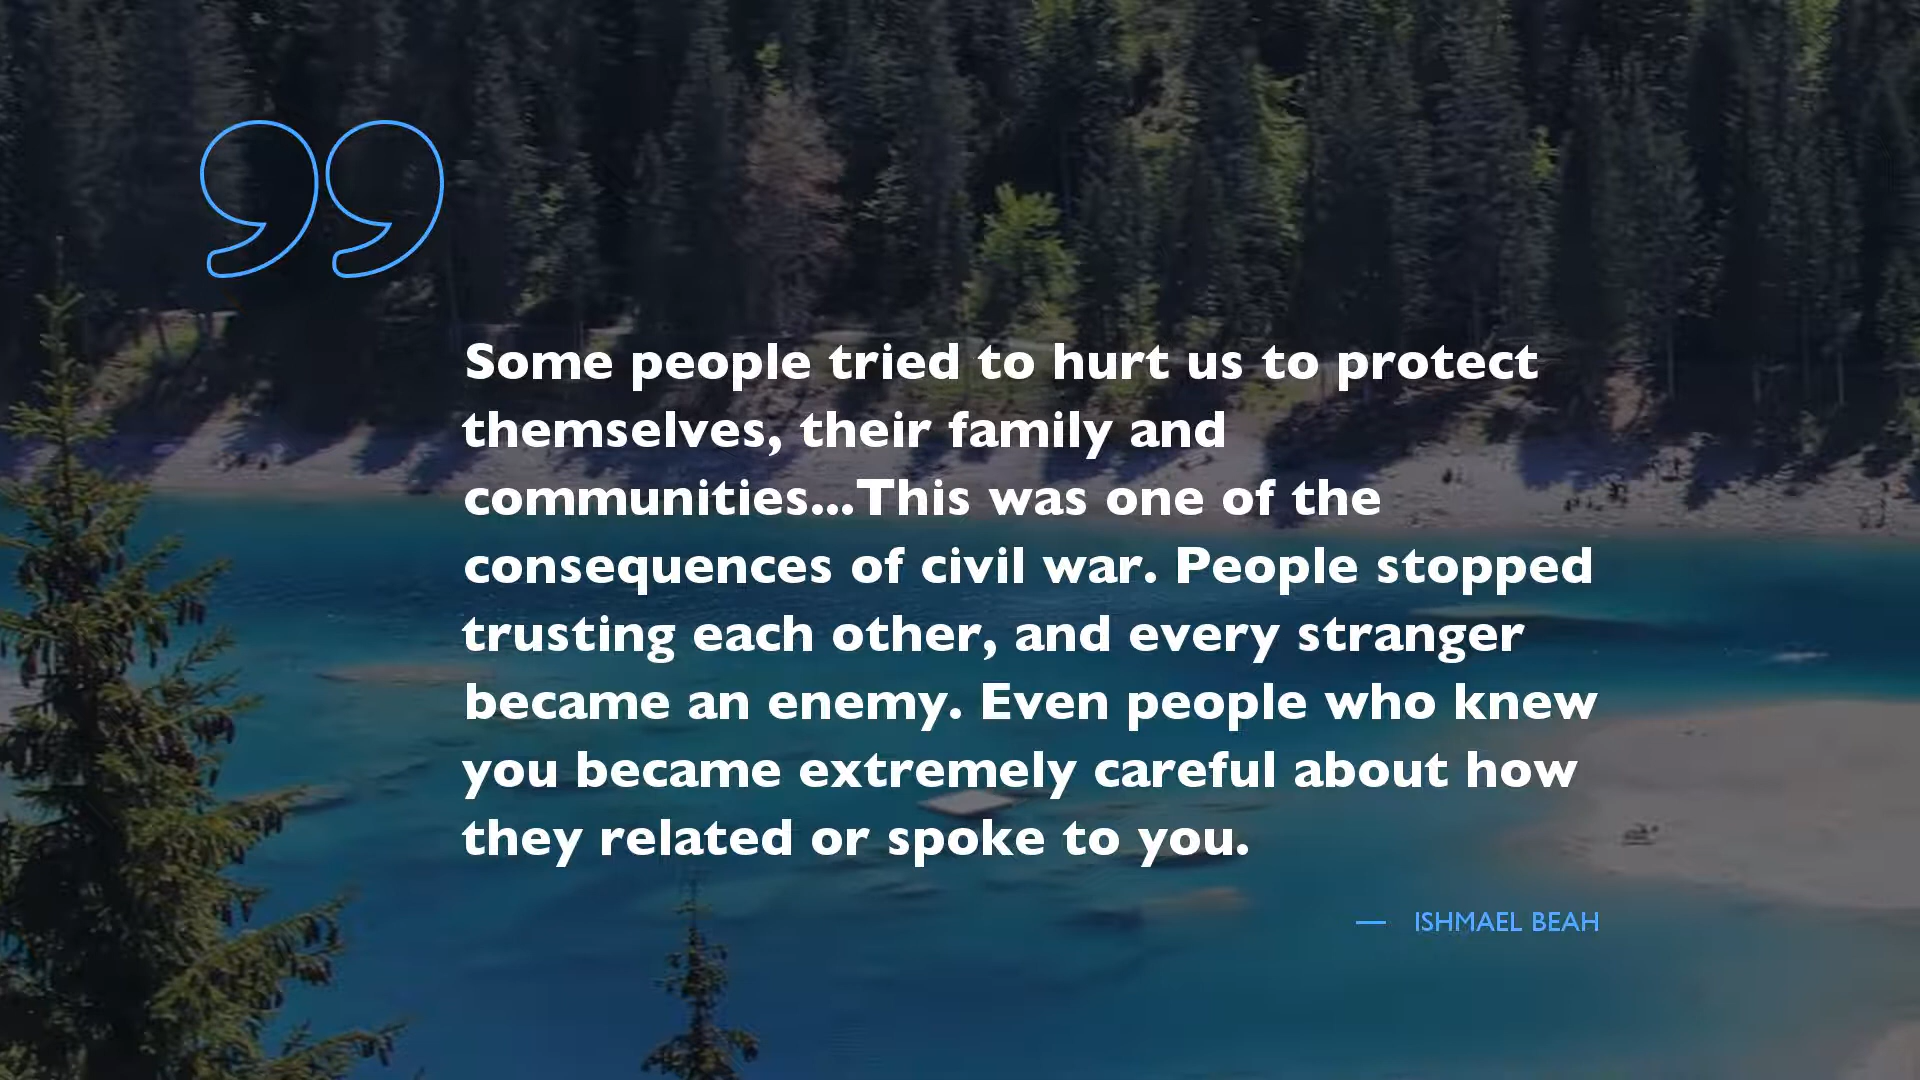 Some people tried to hurt us to protect
themselves, their family and
communities...This was one of the
consequences of civil war. People stopped
trusting each other, and every stranger
became an enemy. Even people who knew
you became extremely careful about how
they related or spoke to you.
— ISHMAEL BEAH